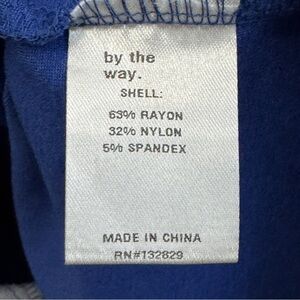 by the
way.
SHELL:
63% RAYON
32% NYLON
5% SPANDEX
MADE IN CHINA
RN#132829